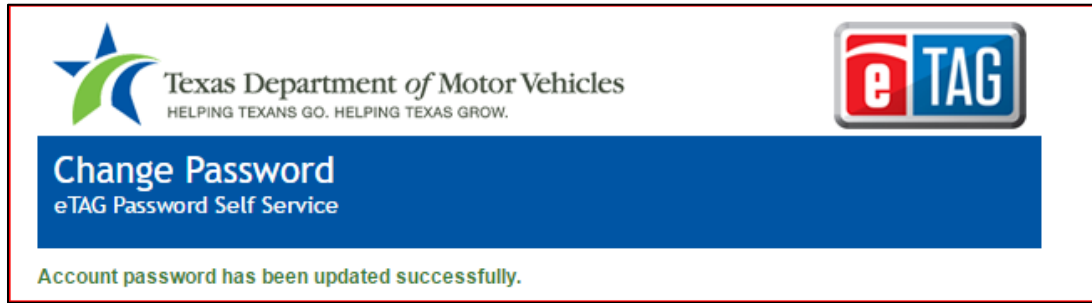 Texas Department of Motor Vehicles
HELPING TEXANS GO. HELPING TEXAS GROW.
e TAG
Change Password
eTAG Password Self Service
Account password has been updated successfully.